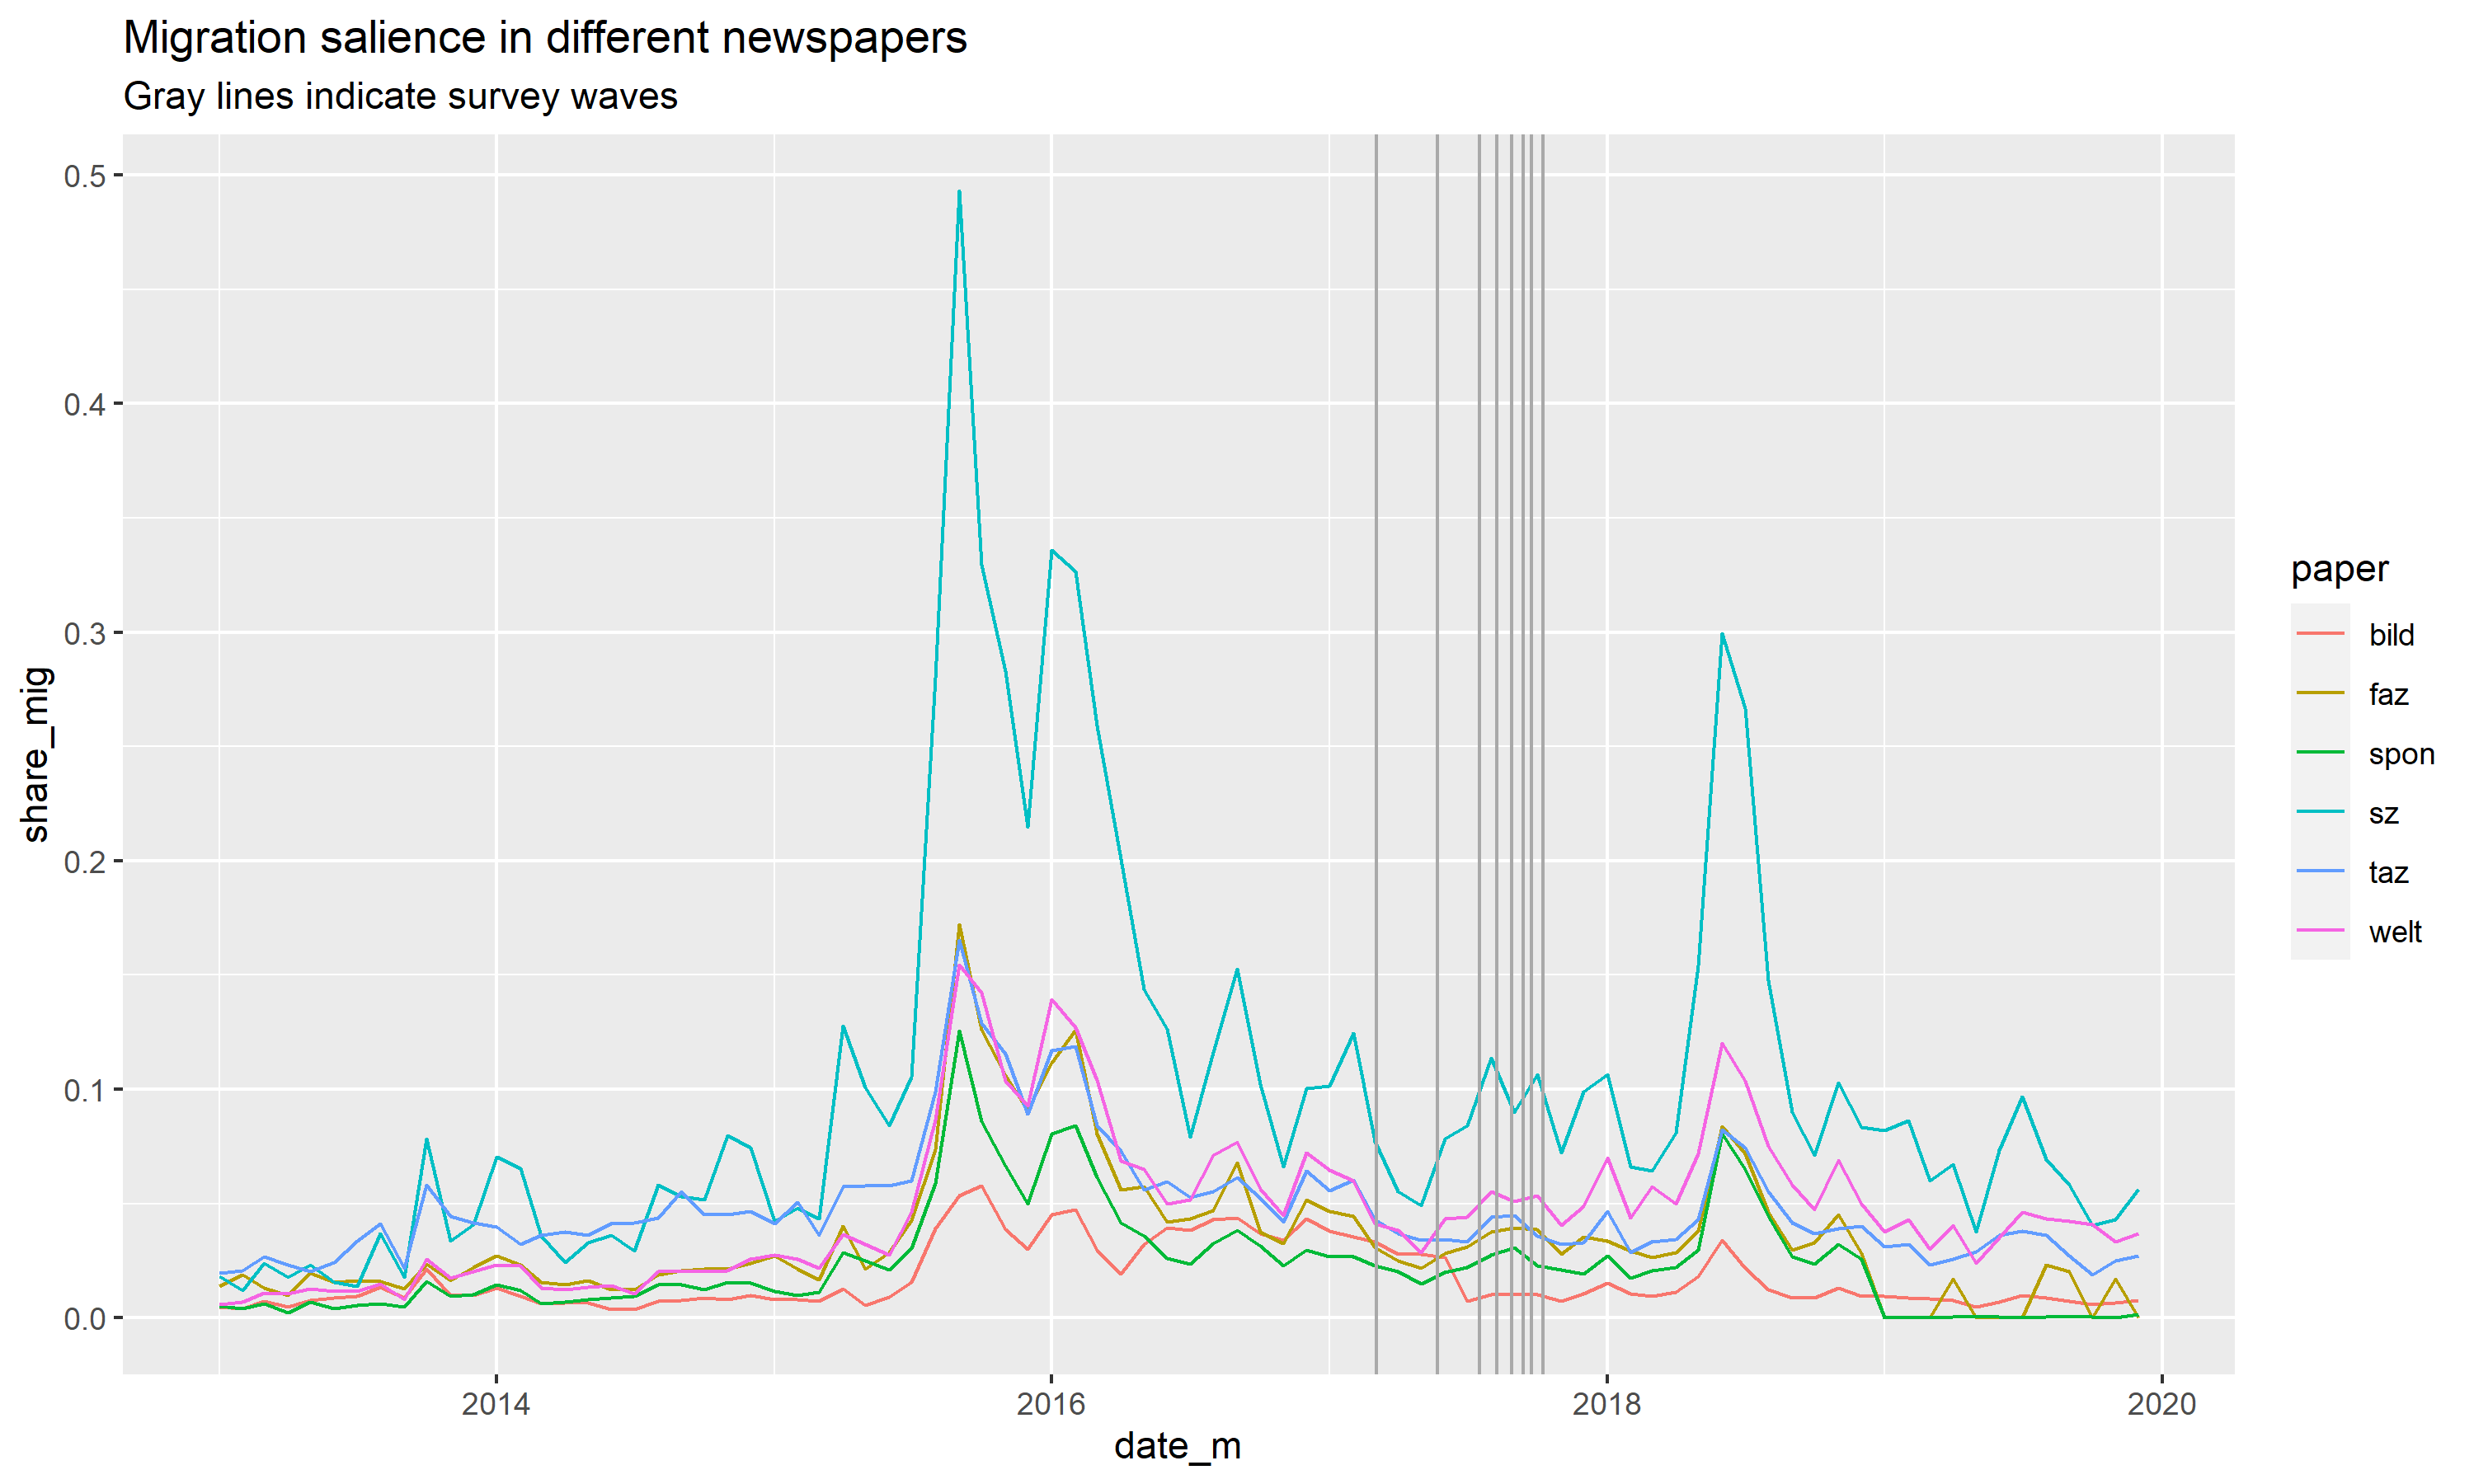 Migration salience in different newspapers
Gray lines indicate survey waves
share_mig
0.5
0.4
0.3
0.2
0.1
0.0
2014
2016
2018
2020
date_m
paper
bild
faz
spon
sz
taz
welt